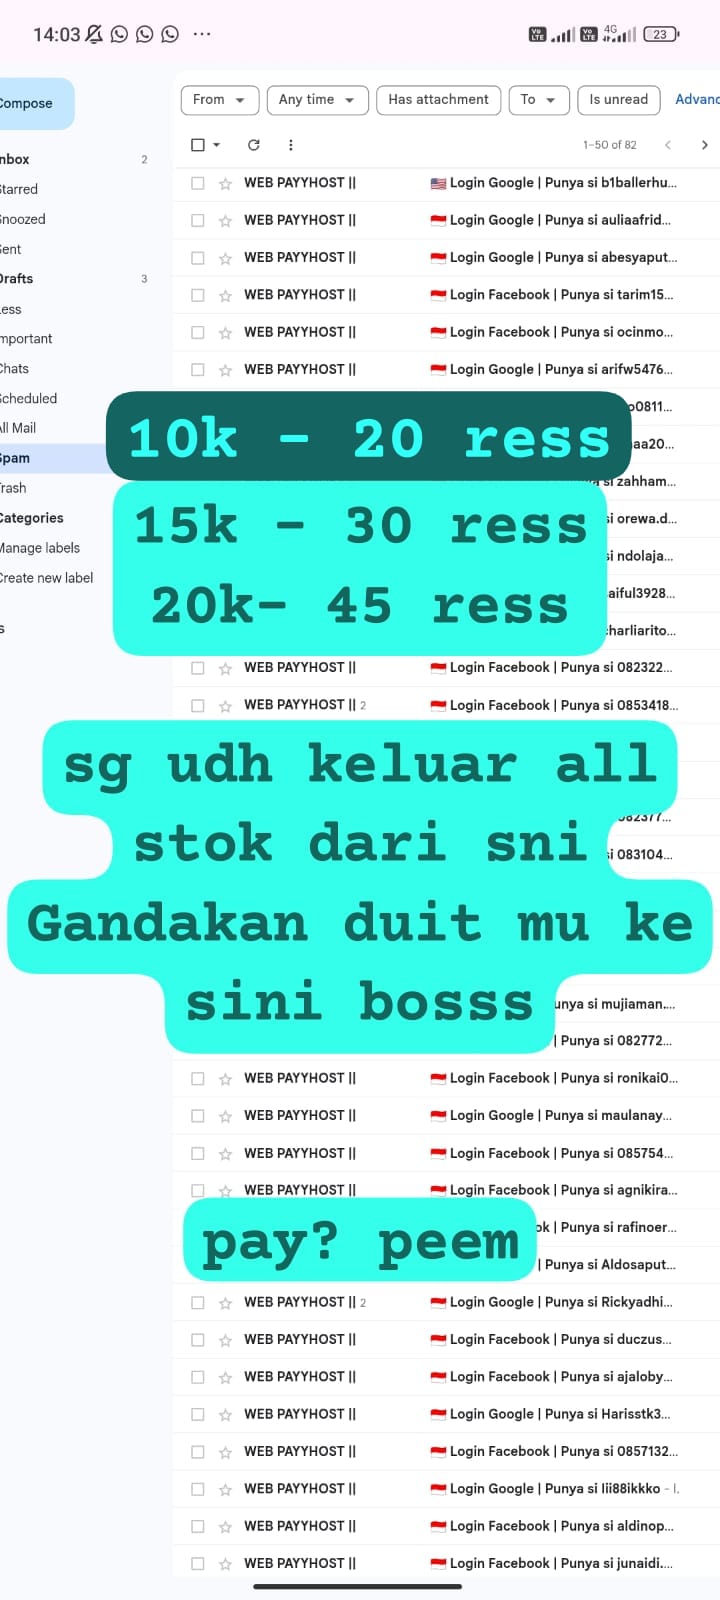 14:03
4G
23
Compose
From
Any time
Has attachment
To
Is unread
Advanc
1-50 of 82
nbox 2
Starred
Snoozed
Sent
Drafts 3
ess
mportant
Chats
Scheduled
All Mail
Spam
Trash
Categories
Manage labels
Create new label
s
WEB PAYYHOST || Login Google | Punya si b1ballerhu...
WEB PAYYHOST || Login Google | Punya si auliaafrid...
WEB PAYYHOST || Login Google | Punya si abesyaput...
WEB PAYYHOST || Login Facebook | Punya si tarim15...
WEB PAYYHOST || Login Facebook | Punya si ocinmo...
WEB PAYYHOST || Login Google | Punya si arifw5476...
o0811...
aa20...
si zahham...
si orewa.d...
si ndolaja...
aiful3928...
harliarito...
10k - 20 ress
15k - 30 ress
20k- 45 ress
WEB PAYYHOST || Login Facebook | Punya si 082322...
WEB PAYYHOST || 2 Login Facebook | Punya si 0853418...
sg udh keluar all
stok dari sni
Gandakan duit mu ke
sini bosss
si 083104...
unya si mujiaman....
| Punya si 082772...
WEB PAYYHOST || Login Facebook | Punya si ronikai0...
WEB PAYYHOST || Login Google | Punya si maulanay...
WEB PAYYHOST || Login Facebook | Punya si 085754...
WEB PAYYHOST || Login Facebook | Punya si agnikira...
ok | Punya si rafinoer...
| Punya si Aldosaput...
pay? peem
WEB PAYYHOST || 2 Login Google | Punya si Rickyadhi...
WEB PAYYHOST || Login Facebook | Punya si duczus...
WEB PAYYHOST || Login Facebook | Punya si ajaloby...
WEB PAYYHOST || Login Google | Punya si Harisstk3...
WEB PAYYHOST || Login Facebook | Punya si 0857132...
WEB PAYYHOST || Login Google | Punya si lii88ikkko - I.
WEB PAYYHOST || Login Facebook | Punya si aldinop...
WEB PAYYHOST || Login Facebook | Punya si junaidi....